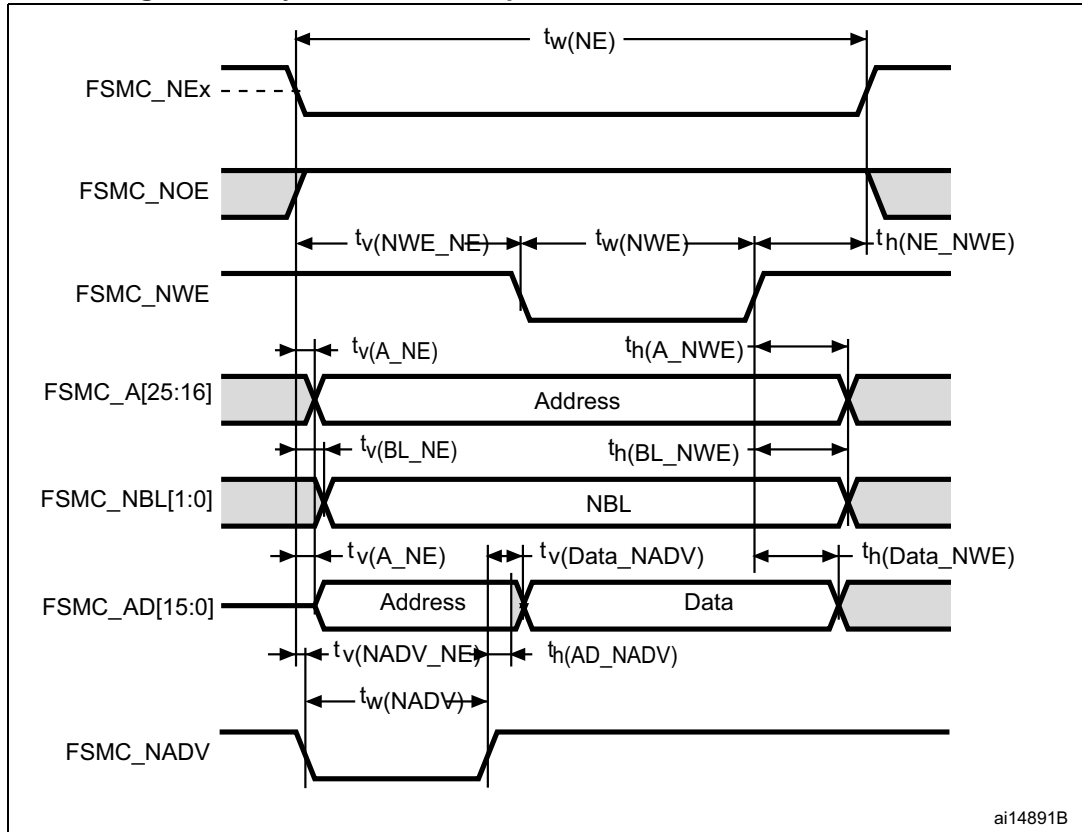 tw(NE)
FSMC_NEx
FSMC_NOE
tv(NWE_NE)
tw(NWE)
th(NE_NWE)
FSMC_NWE
tv(A_NE)
th(A_NWE)
FSMC_A[25:16]
Address
tv(BL_NE)
th(BL_NWE)
FSMC_NBL[1:0]
NBL
tv(A_NE)
tv(Data_NADV)
th(Data_NWE)
FSMC_AD[15:0]
Address
Data
tv(NADV_NE)
th(AD_NADV)
tw(NADV)
FSMC_NADV
ai14891B